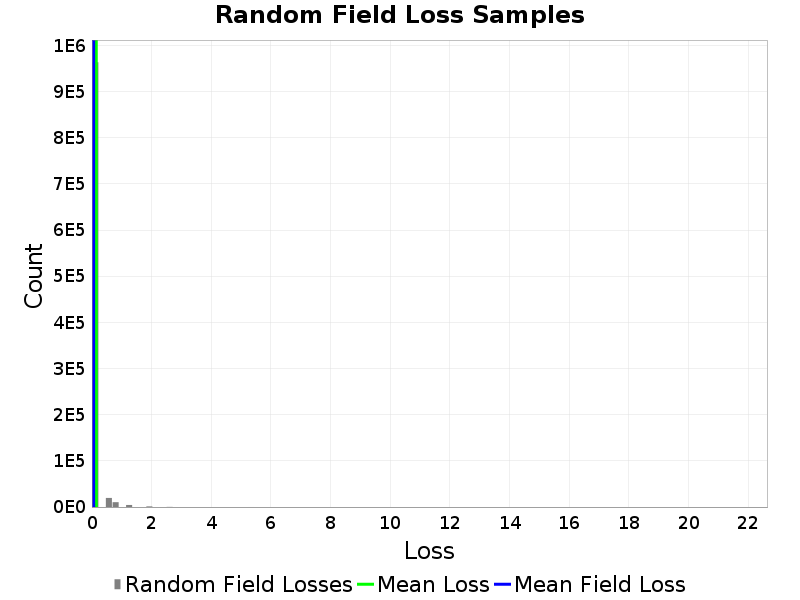 Random Field Loss Samples
1E6
9E5
8E5
7E5
6E5
5E5
4E5
3E5
2E5
1E5
0E0
Count
0 2 4 6 8 10 12 14 16 18 20 22
Loss
Random Field Losses Mean Loss Mean Field Loss